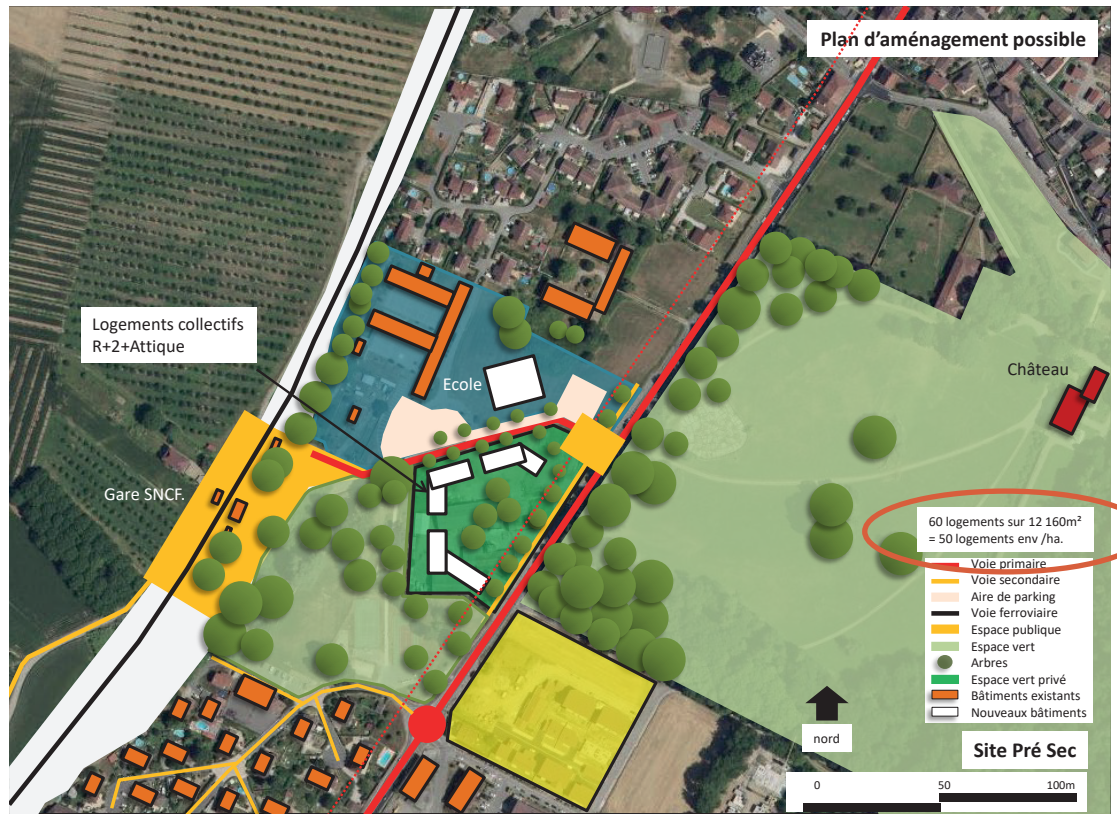 Plan d'aménagement possible
Logements collectifs
R+2+Attique
Ecole
Château
Gare SNCF.
60 logements sur 12 160m²
= 50 logements env /ha.
Voie primaire
Voie secondaire
Aire de parking
Voie ferroviaire
Espace publique
Espace vert
Arbres
Espace vert privé
Bâtiments existants
Nouveaux bâtiments
nord
Site Pré Sec
0 50 100m